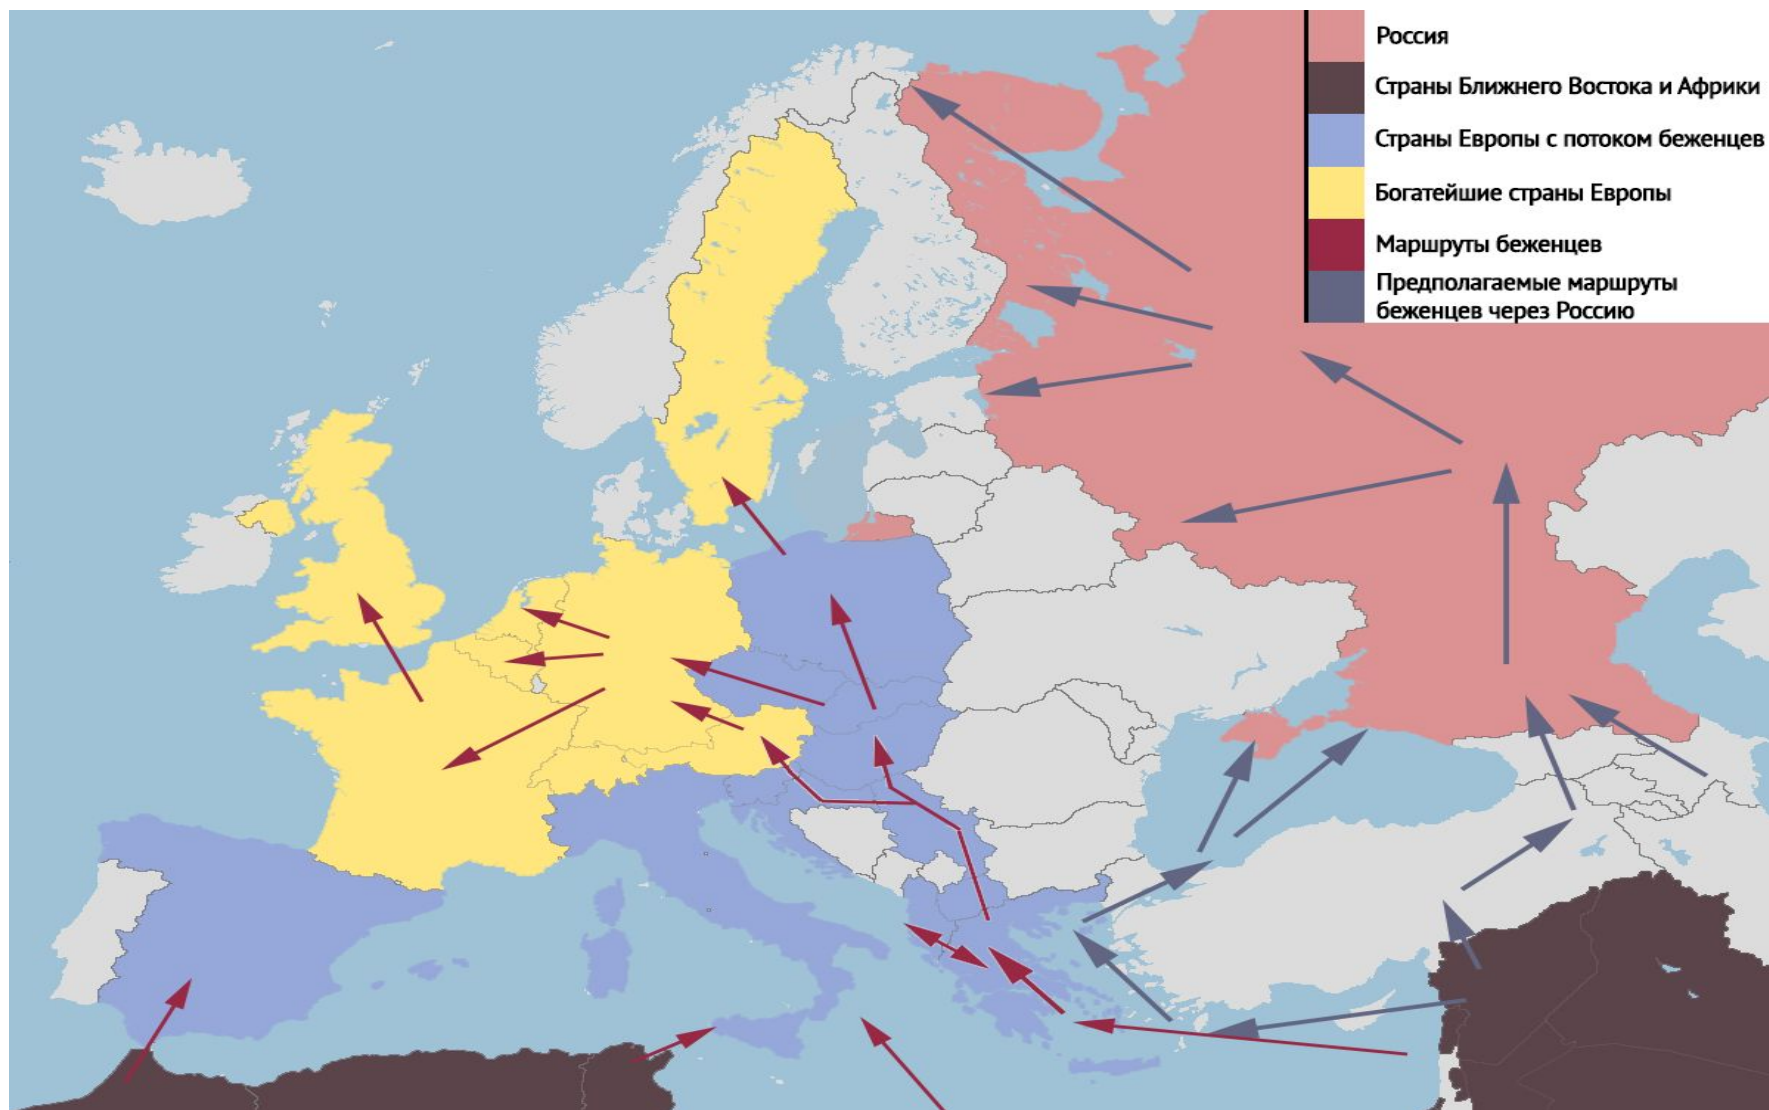 Россия
Страны Ближнего Востока и Африки
Страны Европы с потоком беженцев
Богатейшие страны Европы
Маршруты беженцев
Предполагаемые маршруты
беженцев через Россию